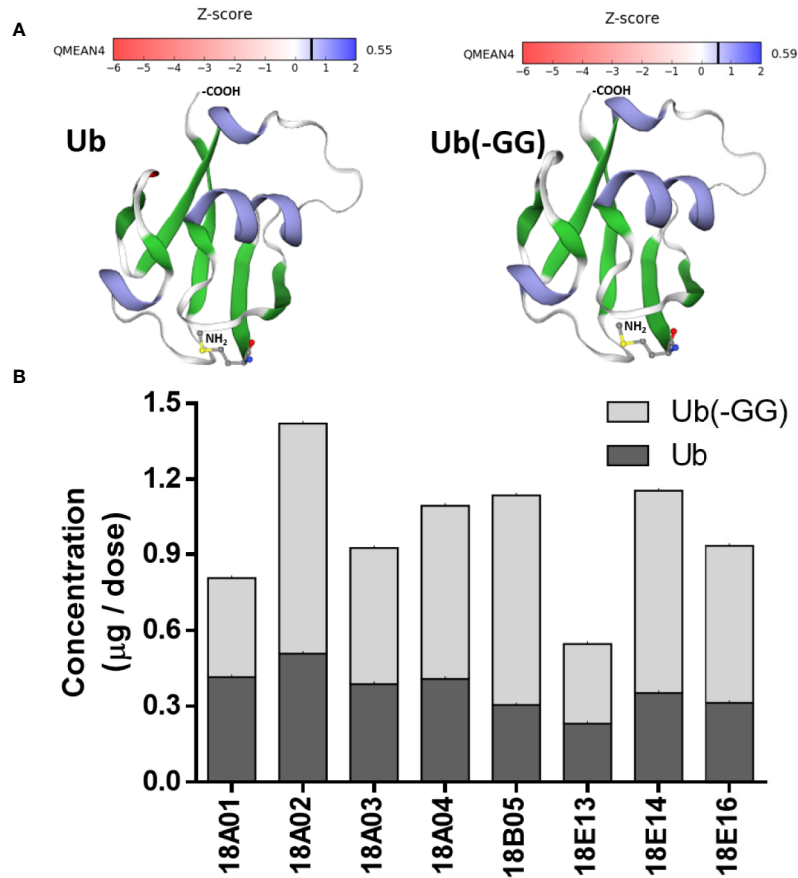 A
Z-score
QMEAN4
0.55
-6 -5 -4 -3 -2 -1 0 1 2
-COOH
Ub
NH2
Z-score
QMEAN4
0.59
-6 -5 -4 -3 -2 -1 0 1 2
-COOH
Ub(-GG)
NH2
B
Concentration
(μg / dose)
1.5
1.2
0.9
0.6
0.3
0.0
Ub(-GG)
Ub
18A01
18A02
18A03
18A04
18B05
18E13
18E14
18E16